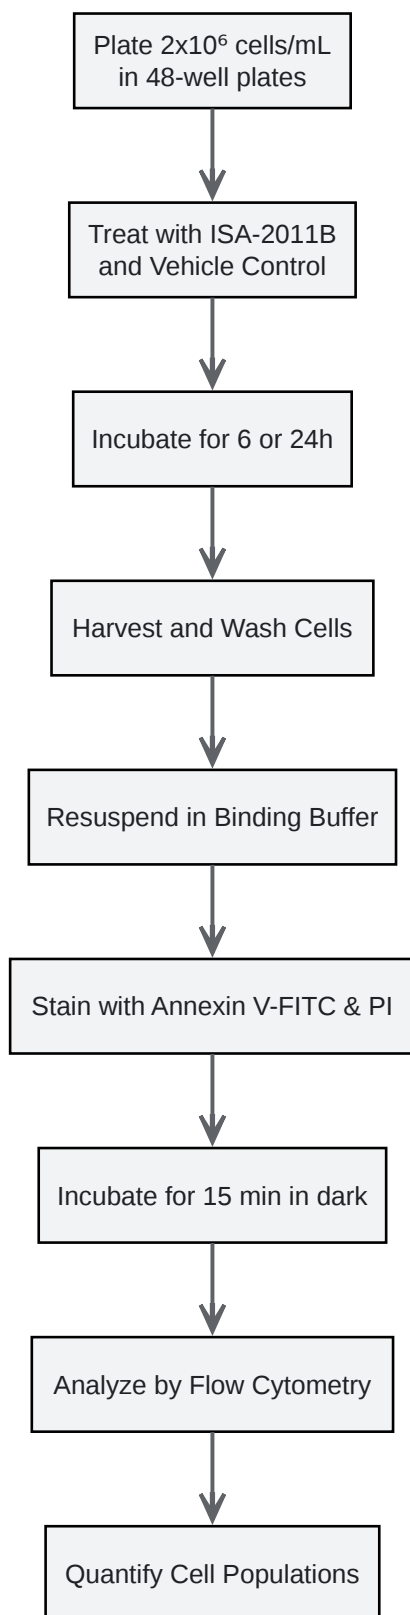 Plate 2x10⁶ cells/mL
in 48-well plates
Treat with ISA-2011B
and Vehicle Control
Incubate for 6 or 24h
Harvest and Wash Cells
Resuspend in Binding Buffer
Stain with Annexin V-FITC & PI
Incubate for 15 min in dark
Analyze by Flow Cytometry
Quantify Cell Populations